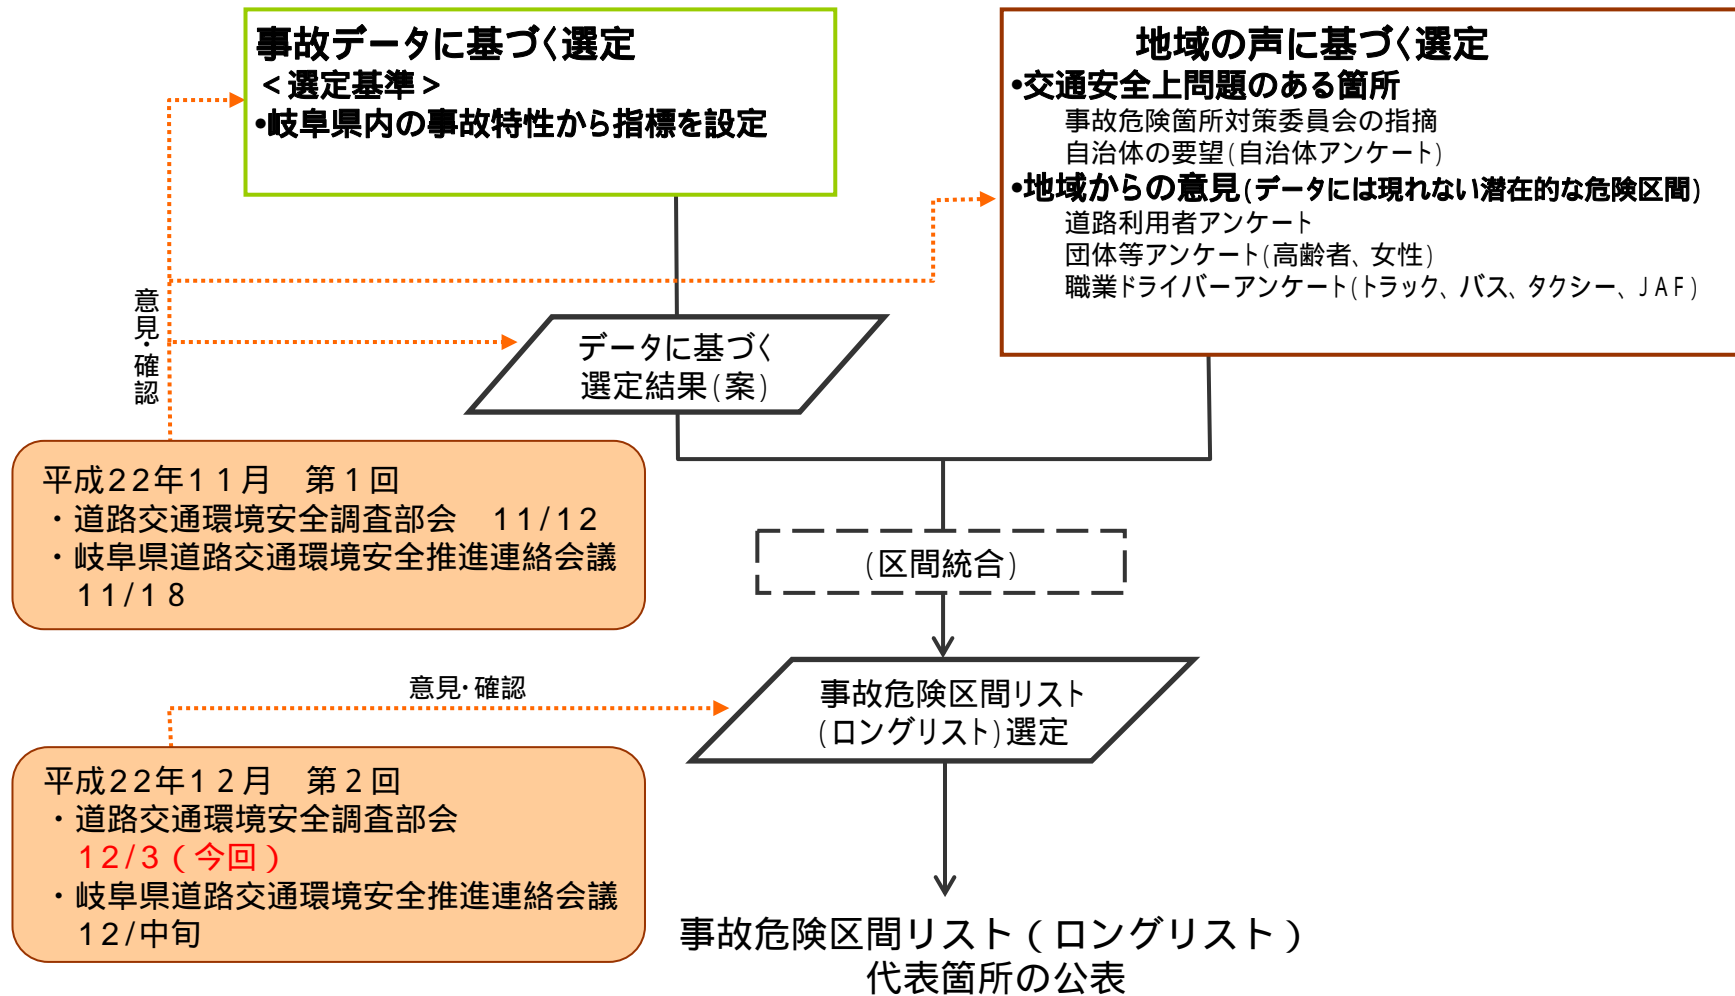 事故データに基づく選定
<選定基準>
•岐阜県内の事故特性から指標を設定
地域の声に基づく選定
•交通安全上問題のある箇所
事故危険箇所対策委員会の指摘
自治体の要望(自治体アンケート)
•地域からの意見(データには現れない潜在的な危険区間)
道路利用者アンケート
団体等アンケート(高齢者、女性)
職業ドライバーアンケート(トラック、バス、タクシー、JAF)
意見・確認
データに基づく
選定結果(案)
平成22年11月　第1回
・道路交通環境安全調査部会　11/12
・岐阜県道路交通環境安全推進連絡会議
11/18
(区間統合)
意見・確認
事故危険区間リスト
(ロングリスト)選定
平成22年12月　第2回
・道路交通環境安全調査部会
12/3(今回)
・岐阜県道路交通環境安全推進連絡会議
12/中旬
事故危険区間リスト(ロングリスト)
代表箇所の公表